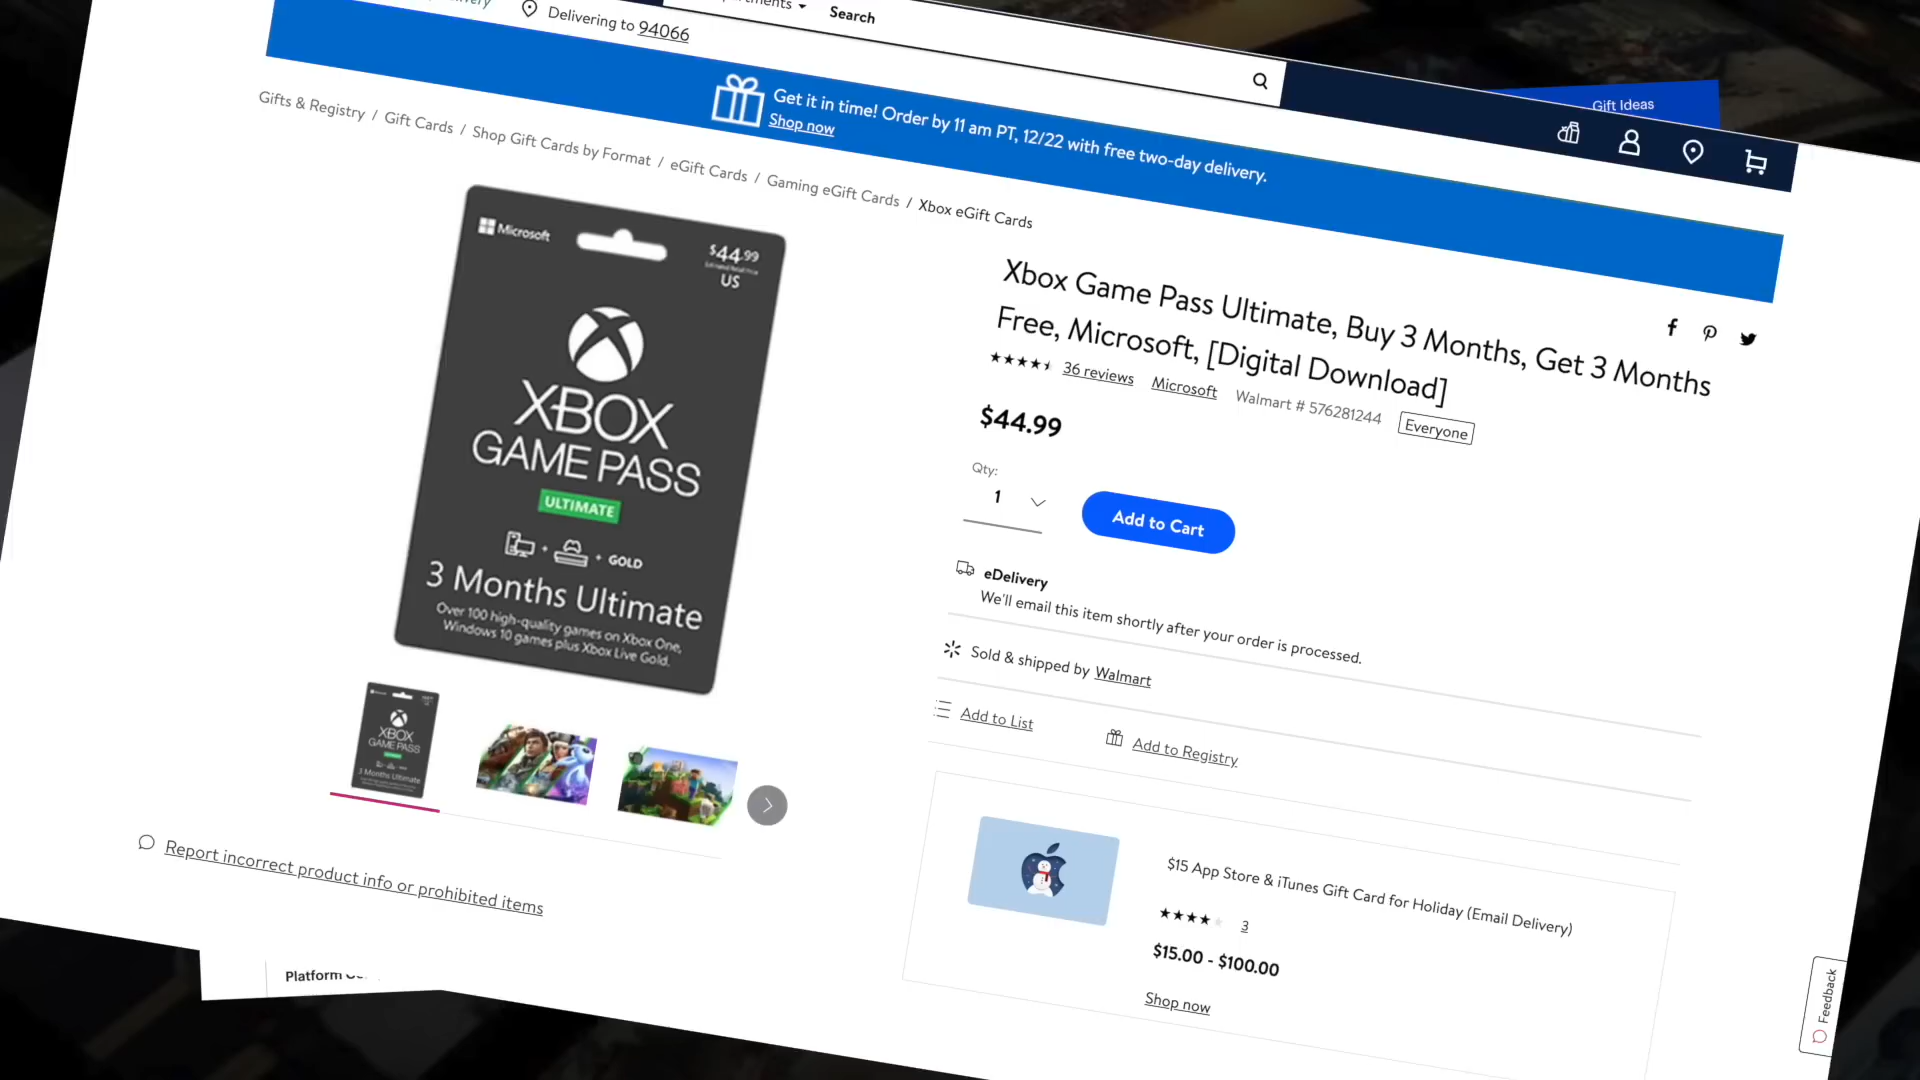 Search
Delivering to 94066
Gift Ideas
Get it in time! Order by 11 am PT, 12/22 with free two-day delivery.
Shop now
Gifts & Registry / Gift Cards / Shop Gift Cards by Format / eGift Cards / Gaming eGift Cards / Xbox eGift Cards
Microsoft
$44.99
US
XBOX
GAME PASS
ULTIMATE
+ + GOLD
3 Months Ultimate
Over 100 high-quality games on Xbox One,
Windows 10 games plus Xbox Live Gold.
XBOX
GAME PASS
3 Months Ultimate
Report incorrect product info or prohibited items
Xbox Game Pass Ultimate, Buy 3 Months, Get 3 Months
Free, Microsoft, [Digital Download]
36 reviews Microsoft Walmart # 576281244 Everyone
$44.99
Qty:
1
Add to Cart
eDelivery
We'll email this item shortly after your order is processed.
Sold & shipped by Walmart
Add to List
Add to Registry
$15 App Store & iTunes Gift Card for Holiday (Email Delivery)
3
$15.00 - $100.00
Shop now
Feedback
Platform